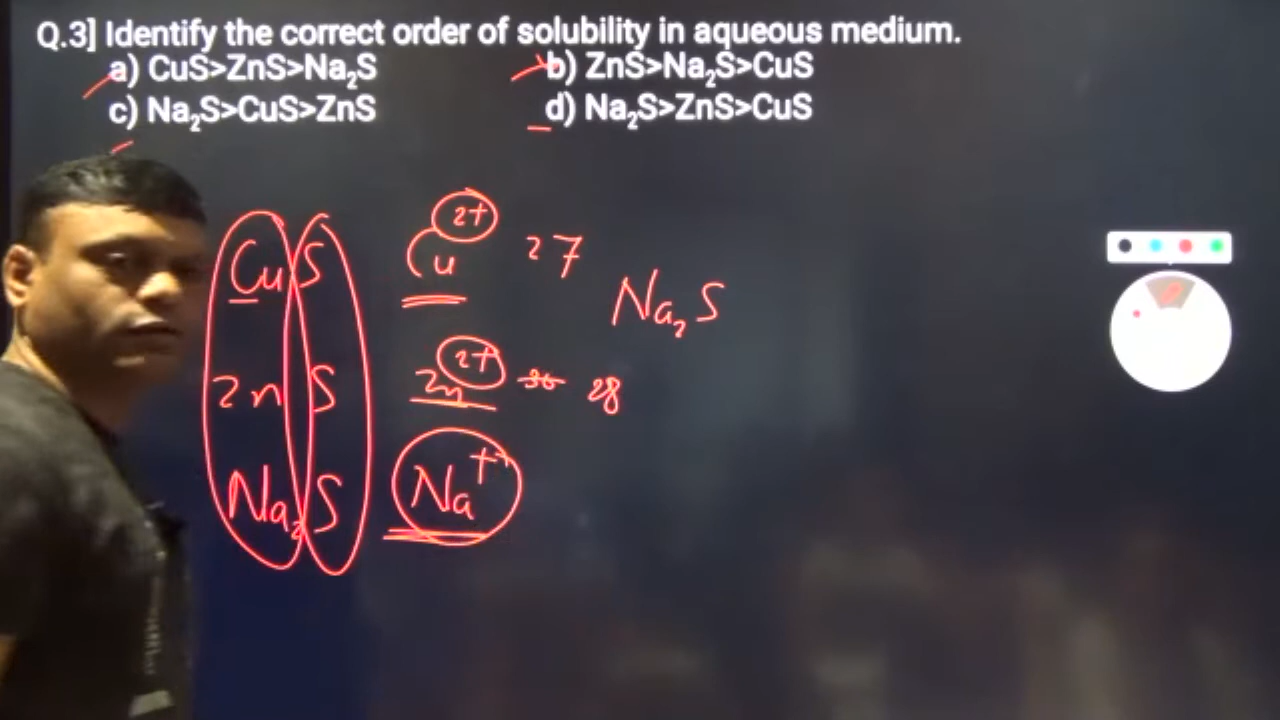 Q.3] Identify the correct order of solubility in aqueous medium.
a) CuS>ZnS>Na₂S b) ZnS>Na₂S>CuS
c) Na₂S>CuS>ZnS d) Na₂S>ZnS>CuS
CuS Cu²⁺ 27
Na₂S
ZnS Zn²⁺ 28
Na₂S Na⁺